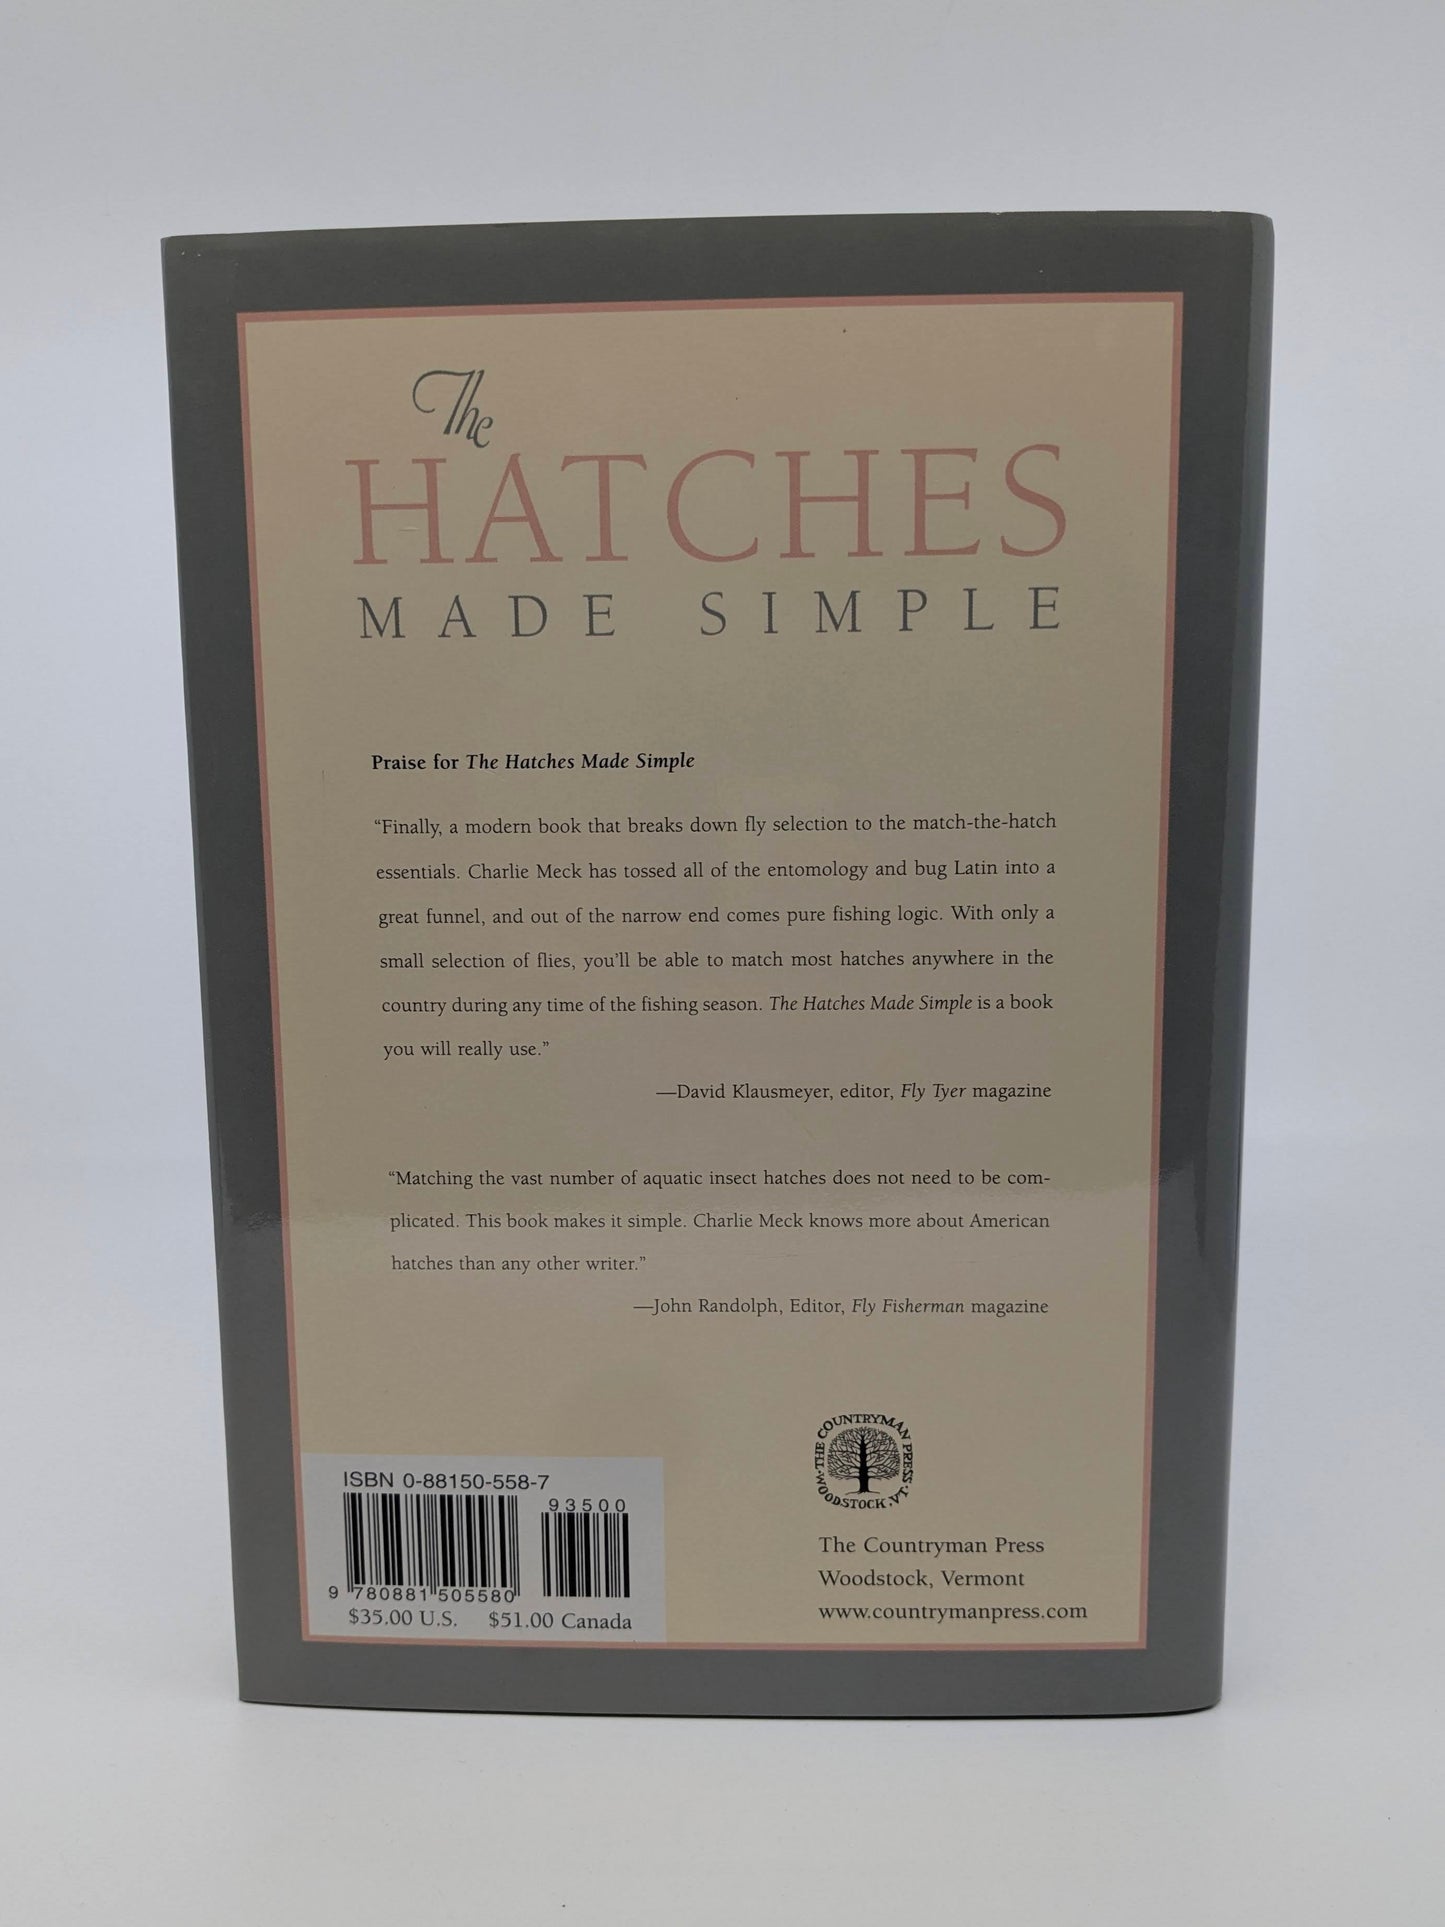 The
HATCHES
MADE SIMPLE
Praise for The Hatches Made Simple
“Finally, a modern book that breaks down fly selection to the match-the-hatch
essentials. Charlie Meck has tossed all of the entomology and bug Latin into a
great funnel, and out of the narrow end comes pure fishing logic. With only a
small selection of flies, you’ll be able to match most hatches anywhere in the
country during any time of the fishing season. The Hatches Made Simple is a book
you will really use.”
—David Klausmeyer, editor, Fly Tyer magazine
“Matching the vast number of aquatic insect hatches does not need to be com-
plicated. This book makes it simple. Charlie Meck knows more about American
hatches than any other writer.”
—John Randolph, Editor, Fly Fisherman magazine
THE COUNTRYMAN PRESS
WOODSTOCK, VT.
ISBN 0-88150-558-7
93500
9 780881 505580
$35.00 U.S. $51.00 Canada
The Countryman Press
Woodstock, Vermont
www.countrymanpress.com